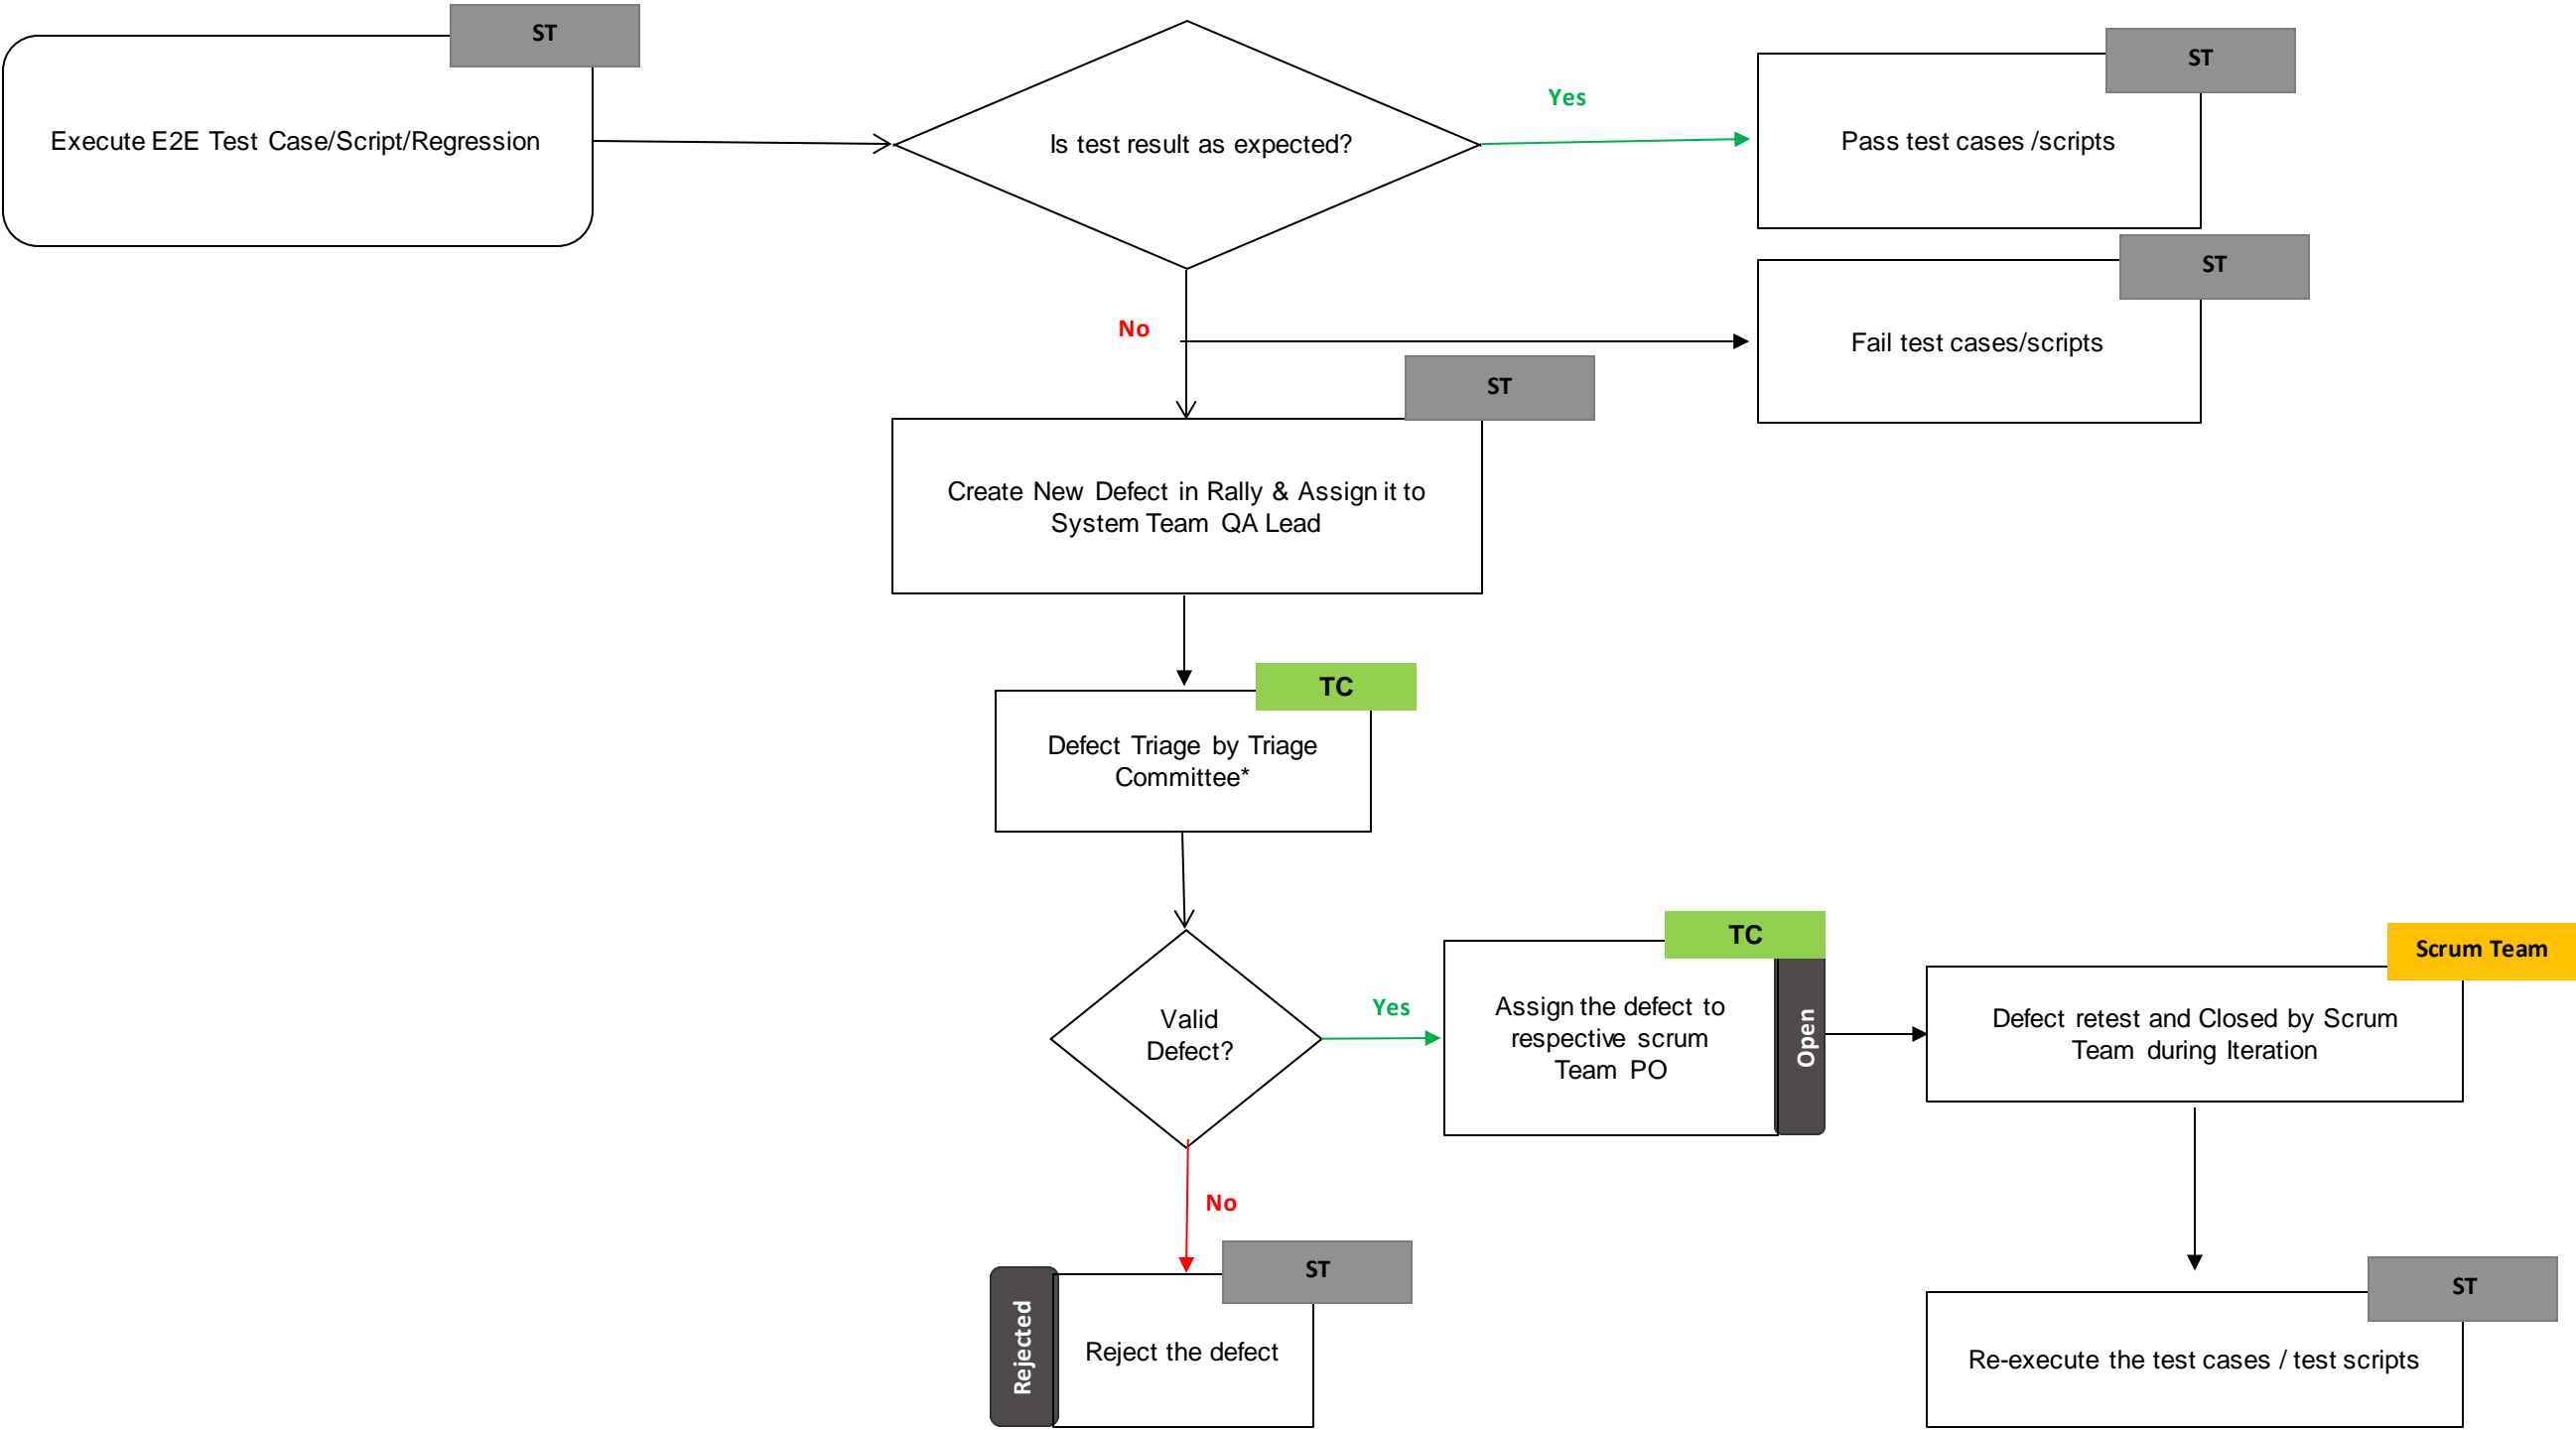 ST
Execute E2E Test Case/Script/Regression
Is test result as expected?
Yes
ST
Pass test cases /scripts
No
ST
Fail test cases/scripts
ST
Create New Defect in Rally & Assign it to
System Team QA Lead
TC
Defect Triage by Triage
Committee*
Valid
Defect?
Yes
TC
Assign the defect to
respective scrum
Team PO
Open
Scrum Team
Defect retest and Closed by Scrum
Team during Iteration
No
ST
Rejected
Reject the defect
ST
Re-execute the test cases / test scripts